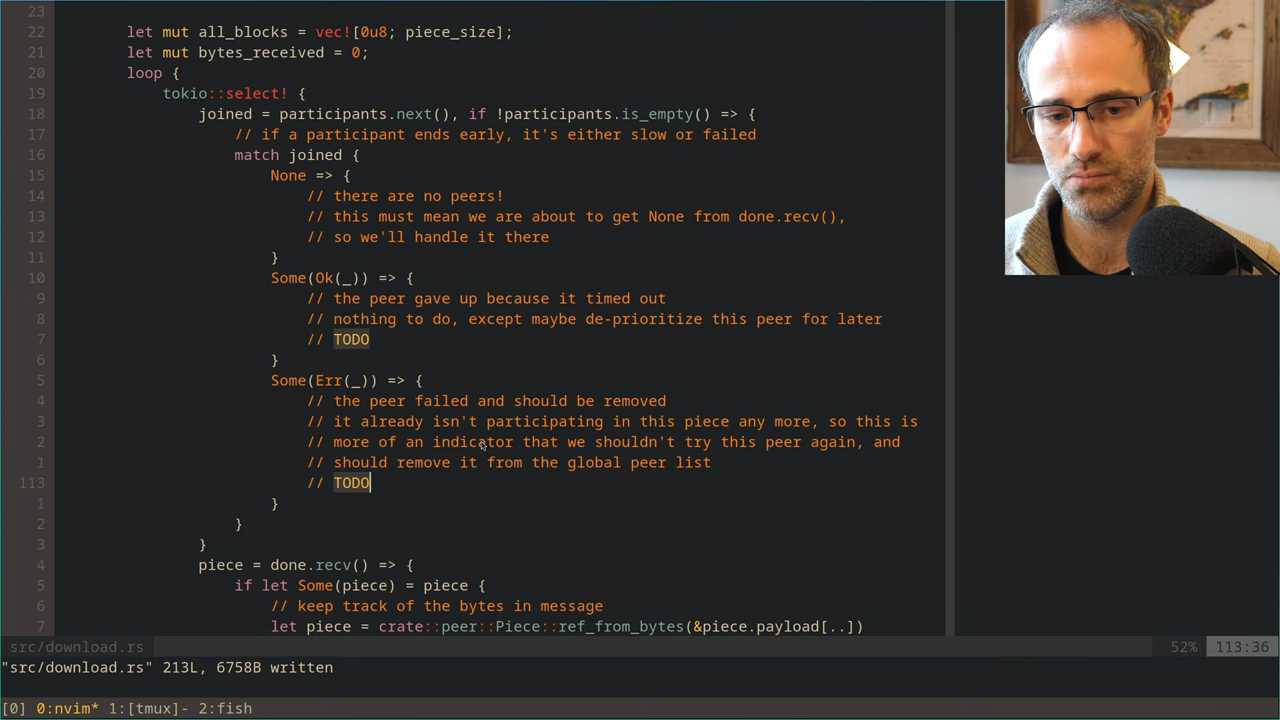 23
22 let mut all_blocks = vec![0u8; piece_size];
21 let mut bytes_received = 0;
20 loop {
19 tokio::select! {
18 joined = participants.next(), if !participants.is_empty() => {
17 // if a participant ends early, it's either slow or failed
16 match joined {
15 None => {
14 // there are no peers!
13 // this must mean we are about to get None from done.recv(),
12 // so we'll handle it there
11 }
10 Some(Ok(_)) => {
9 // the peer gave up because it timed out
8 // nothing to do, except maybe de-prioritize this peer for later
7 // TODO
6 }
5 Some(Err(_)) => {
4 // the peer failed and should be removed
3 // it already isn't participating in this piece any more, so this is
2 // more of an indicator that we shouldn't try this peer again, and
1 // should remove it from the global peer list
113 // TODO
1 }
2 }
3 }
4 piece = done.recv() => {
5 if let Some(piece) = piece {
6 // keep track of the bytes in message
7 let piece = crate::peer::Piece::ref_from_bytes(&piece.payload[..])
src/download.rs 52% 113:36
"src/download.rs" 213L, 6758B written
[0] 0:nvim* 1:[tmux]- 2:fish